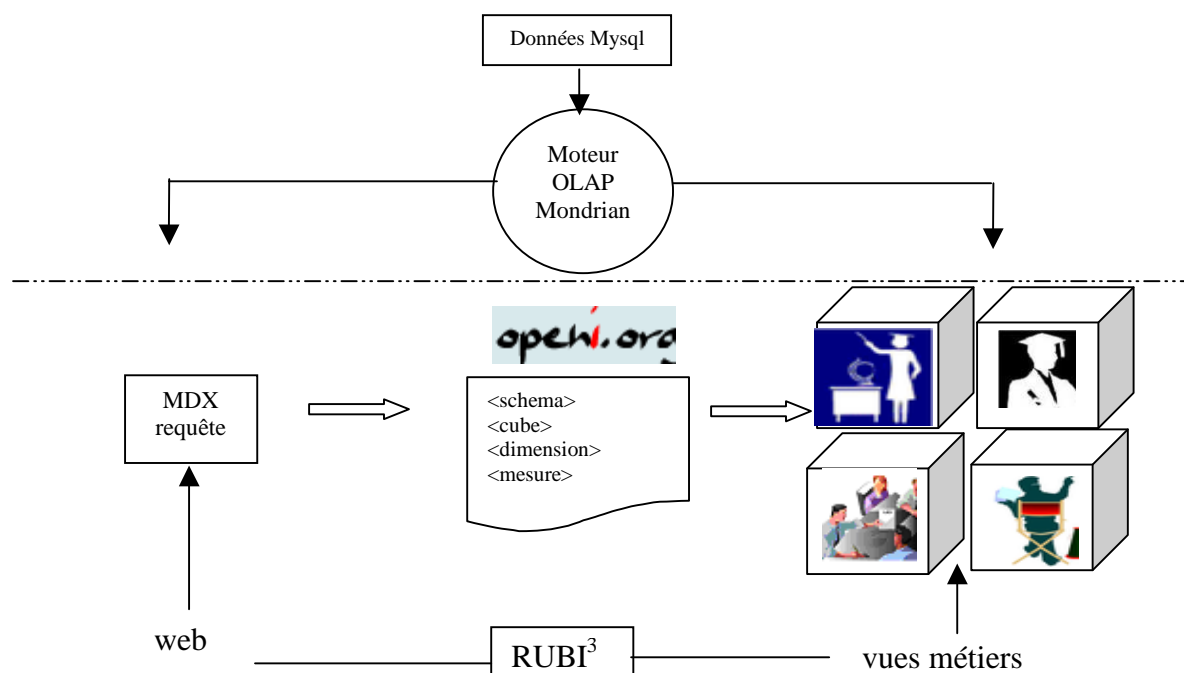 Données Mysql
Moteur
OLAP
Mondrian
openi.org
MDX
requête
<schema>
<cube>
<dimension>
<mesure>
web
RUBI³
vues métiers